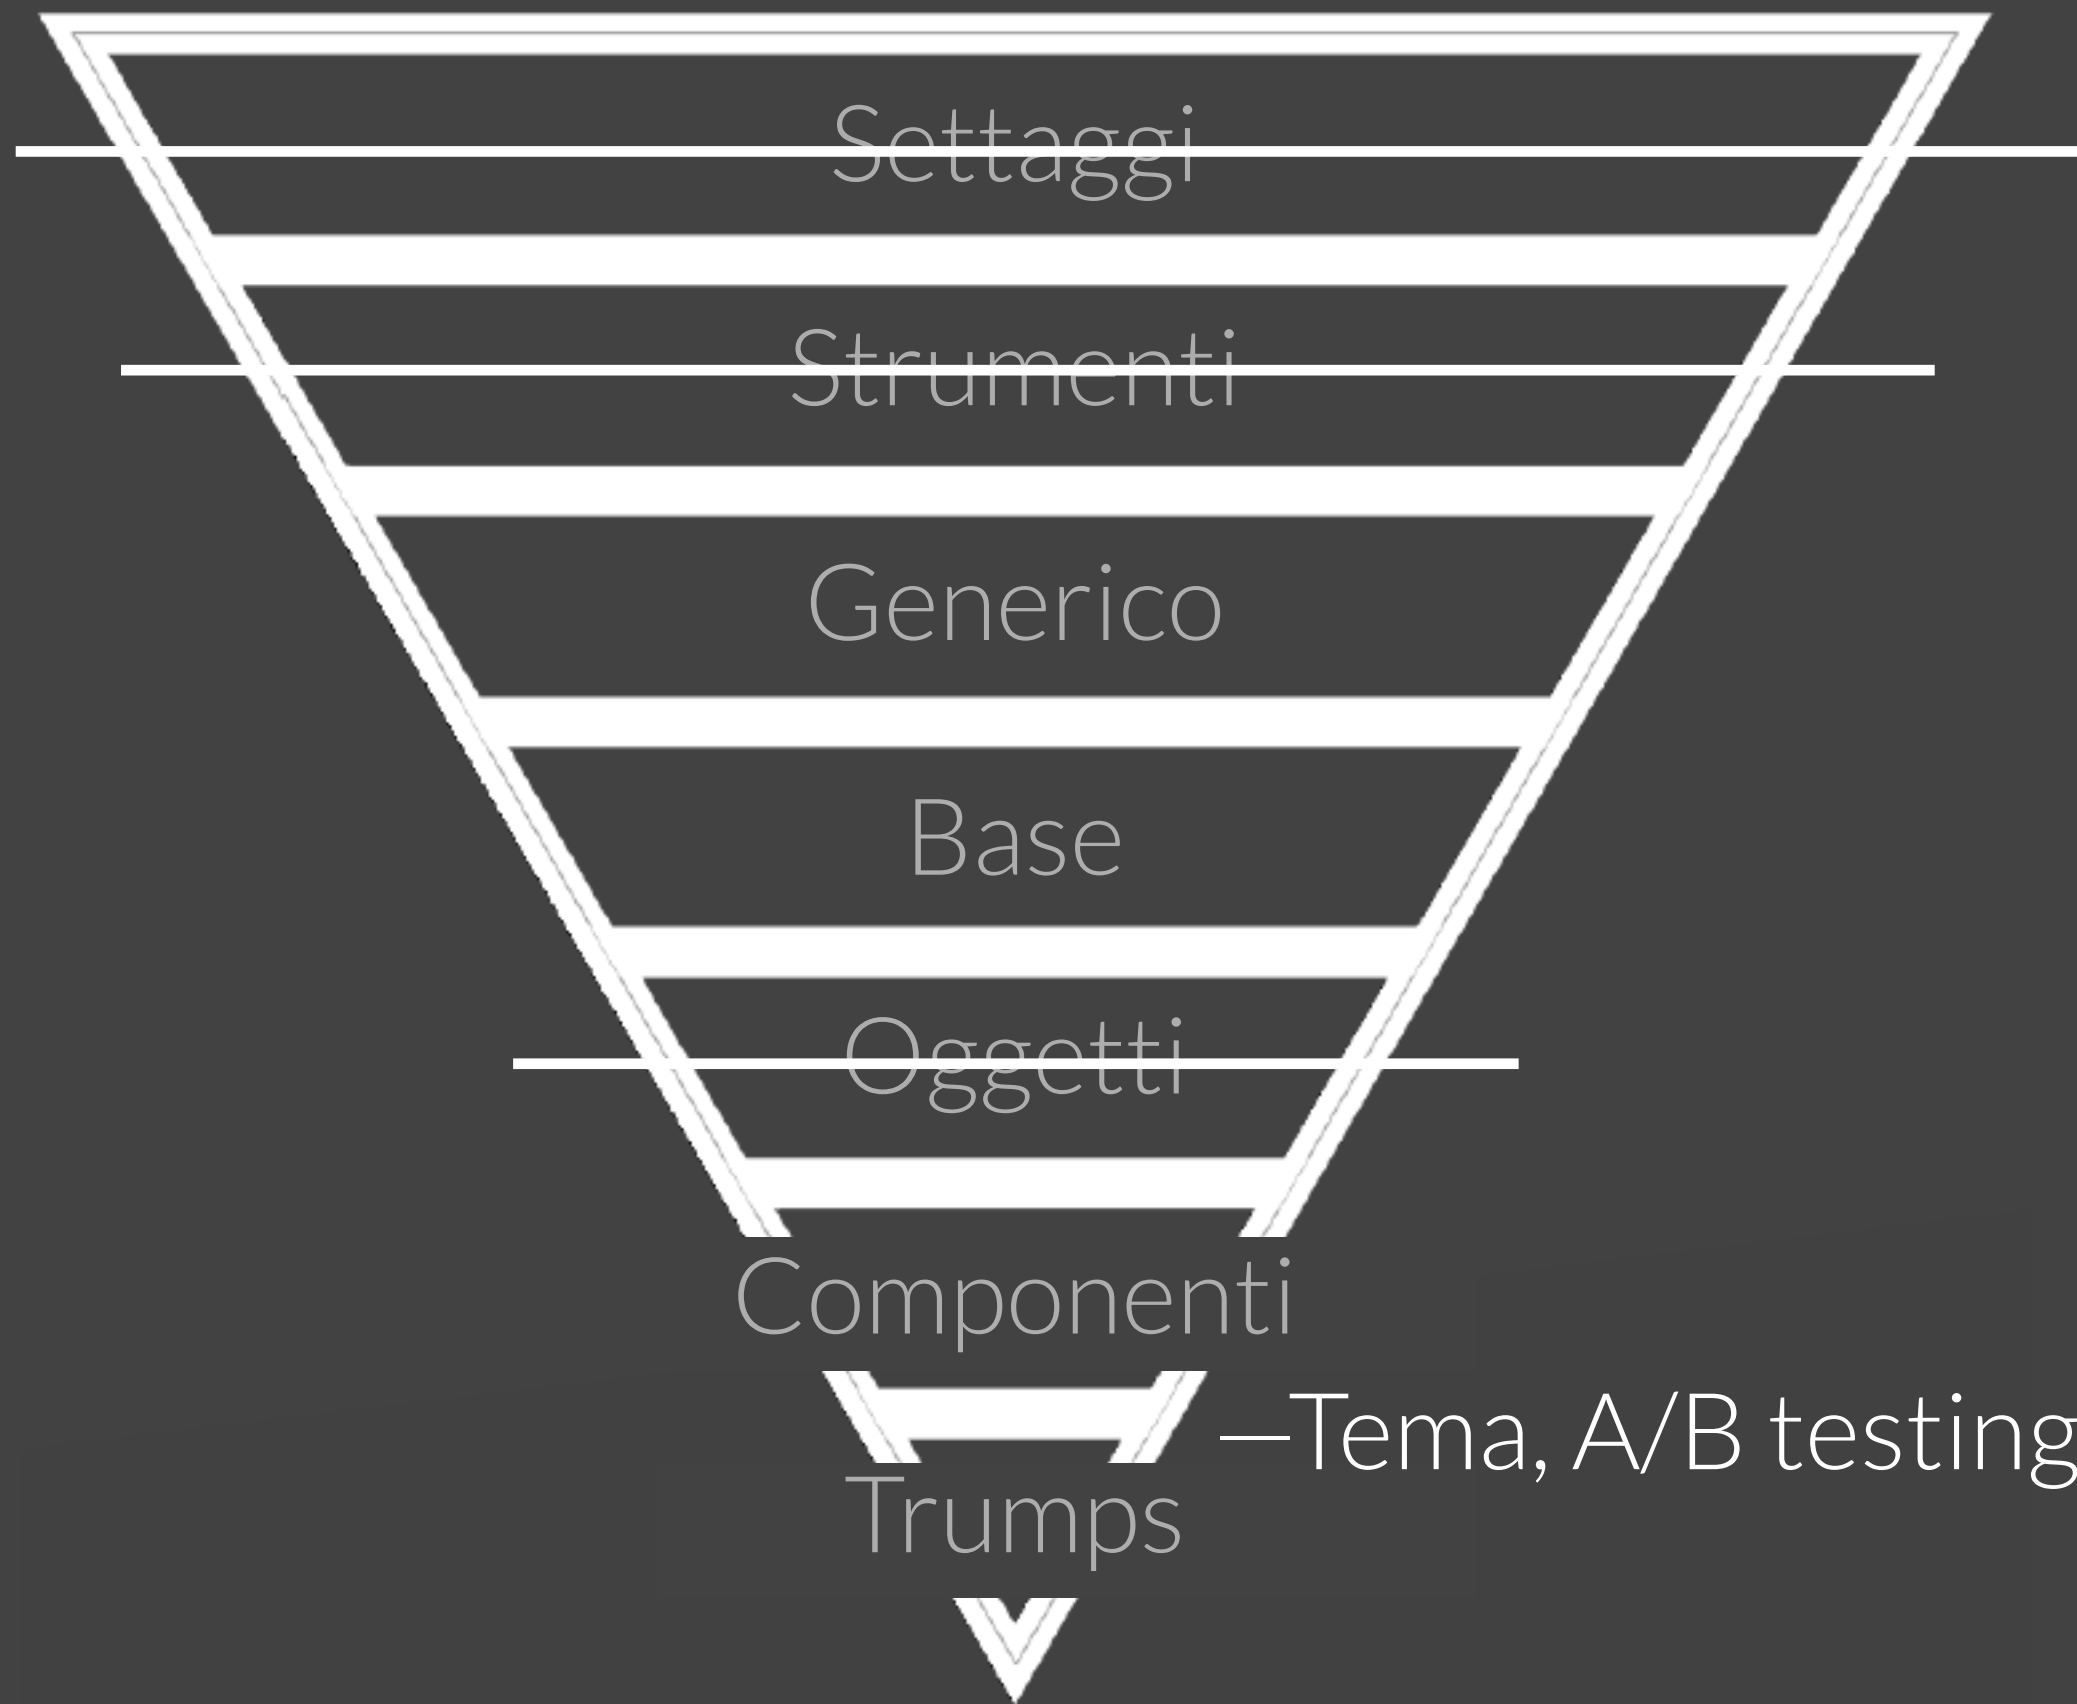 Settaggi
Strumenti
Generico
Base
Oggetti
Componenti
—Tema, A/B testing
Trumps